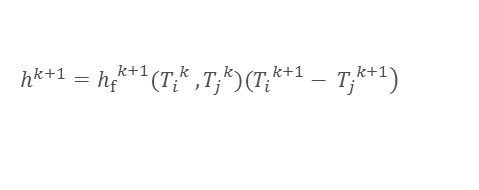 h^{k+1} = h_f^{k+1}(T_i^k ,T_j^k)(T_i^{k+1} − T_j^{k+1})